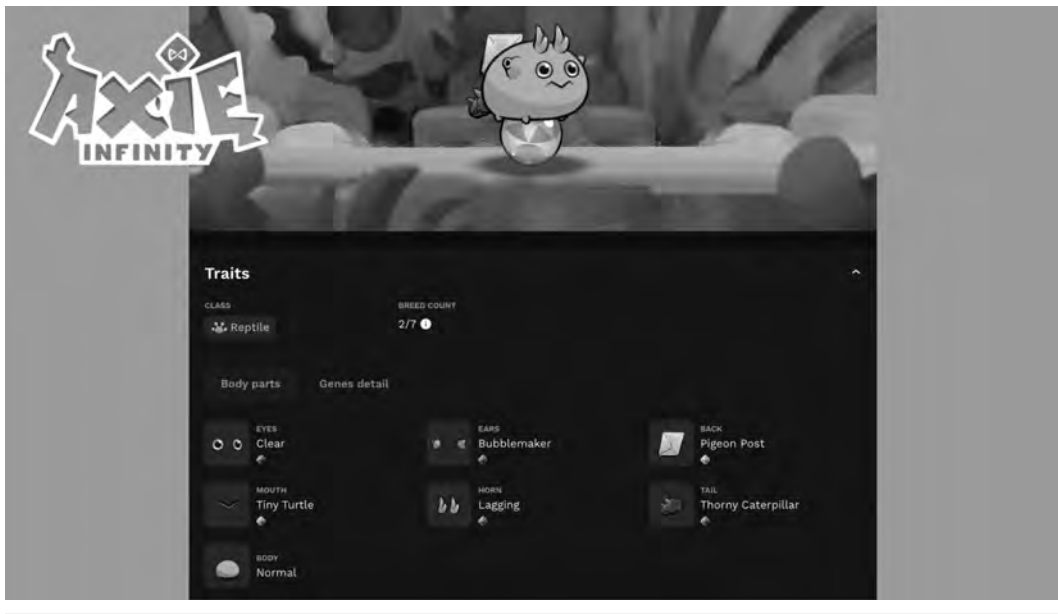 AXIE
INFINITY
Traits
CLASS
Reptile
BREED COUNT
2/7
Body parts
Genes detail
EYES
Clear
EARS
Bubblemaker
BACK
Pigeon Post
MOUTH
Tiny Turtle
HORN
Lagging
TAIL
Thorny Caterpillar
BODY
Normal